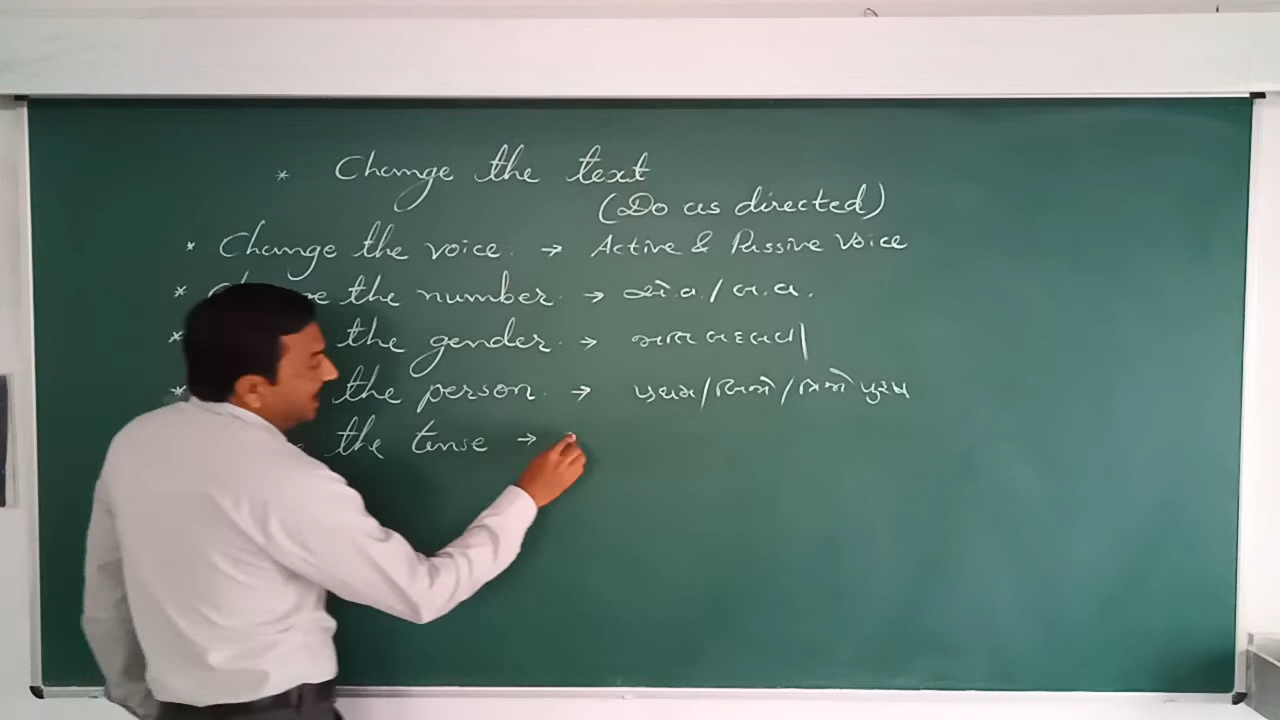 * Change the text
(Do as directed)
* Change the voice. → Active & Passive Voice
* the number. → એ.વ. / બ.વ.
* the gender. →
* the person. → પ્રથમ / બીજો / ત્રીજો પુરુષ
the tense →